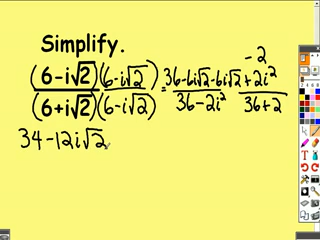 Simplify.
- 2
(6-i√2)(6-i√2) = 36-6i√2-6i√2+2i²
(6+i√2)(6-i√2) 36-2i² 36+2
34-12i√2